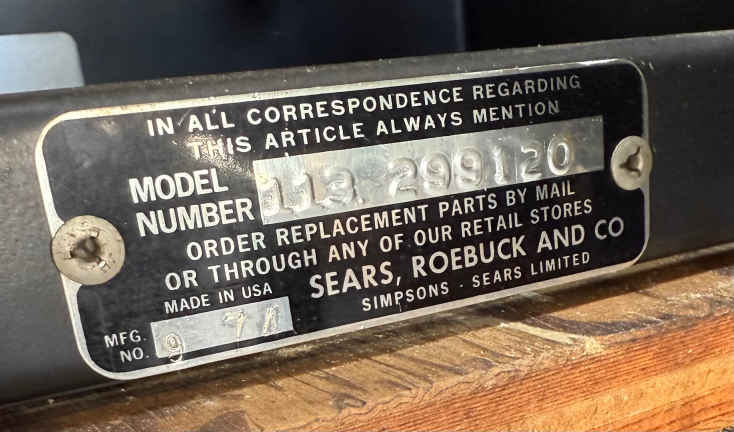 IN ALL CORRESPONDENCE REGARDING
THIS ARTICLE ALWAYS MENTION
MODEL NUMBER 113.299120
ORDER REPLACEMENT PARTS BY MAIL
OR THROUGH ANY OF OUR RETAIL STORES
MADE IN USA
SEARS, ROEBUCK AND CO
SIMPSONS - SEARS LIMITED
MFG. NO. 9